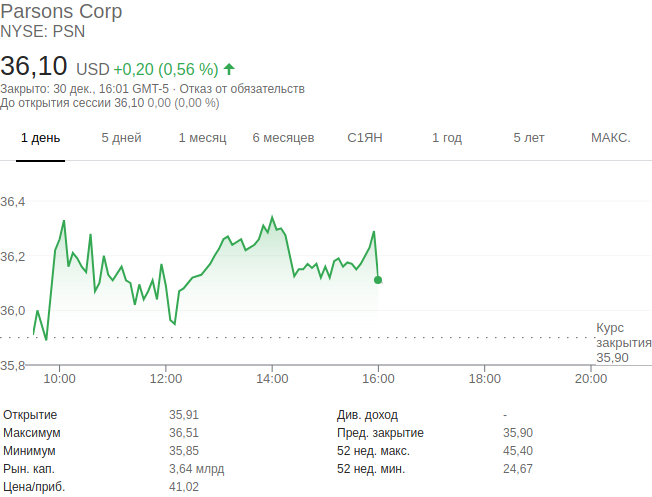 Parsons Corp
NYSE: PSN
36,10 USD +0,20 (0,56 %)
Закрыто: 30 дек., 16:01 GMT-5 · Отказ от обязательств
До открытия сессии 36,10 0,00 (0,00 %)
1 день 5 дней 1 месяц 6 месяцев С1ЯН 1 год 5 лет МАКС.
36,4
36,2
36,0
35,8
Курс
закрытия
35,90
10:00 12:00 14:00 16:00 18:00 20:00
Открытие 35,91 Див. доход -
Максимум 36,51 Пред. закрытие 35,90
Минимум 35,85 52 нед. макс. 45,40
Рын. кап. 3,64 млрд 52 нед. мин. 24,67
Цена/приб. 41,02